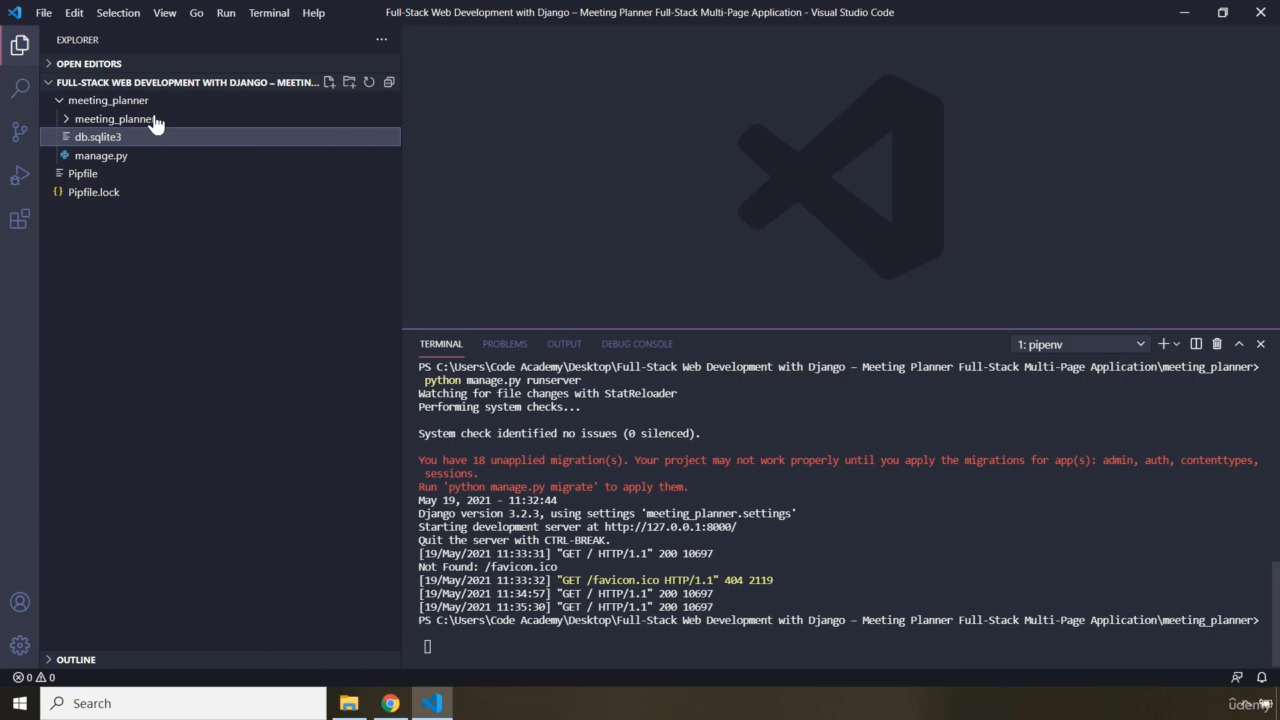 File Edit Selection View Go Run Terminal Help Full-Stack Web Development with Django – Meeting Planner Full-Stack Multi-Page Application - Visual Studio Code
EXPLORER
OPEN EDITORS
FULL-STACK WEB DEVELOPMENT WITH DJANGO – MEETIN...
meeting_planner
meeting_planner
db.sqlite3
manage.py
Pipfile
{} Pipfile.lock
TERMINAL PROBLEMS OUTPUT DEBUG CONSOLE 1: pipenv
PS C:\Users\Code Academy\Desktop\Full-Stack Web Development with Django – Meeting Planner Full-Stack Multi-Page Application\meeting_planner>
python manage.py runserver
Watching for file changes with StatReloader
Performing system checks...
System check identified no issues (0 silenced).
You have 18 unapplied migration(s). Your project may not work properly until you apply the migrations for app(s): admin, auth, contenttypes,
sessions.
Run 'python manage.py migrate' to apply them.
May 19, 2021 - 11:32:44
Django version 3.2.3, using settings 'meeting_planner.settings'
Starting development server at http://127.0.0.1:8000/
Quit the server with CTRL-BREAK.
[19/May/2021 11:33:31] "GET / HTTP/1.1" 200 10697
Not Found: /favicon.ico
[19/May/2021 11:33:32] "GET /favicon.ico HTTP/1.1" 404 2119
[19/May/2021 11:34:57] "GET / HTTP/1.1" 200 10697
[19/May/2021 11:35:30] "GET / HTTP/1.1" 200 10697
PS C:\Users\Code Academy\Desktop\Full-Stack Web Development with Django – Meeting Planner Full-Stack Multi-Page Application\meeting_planner>
OUTLINE
0 0
Search
udemy